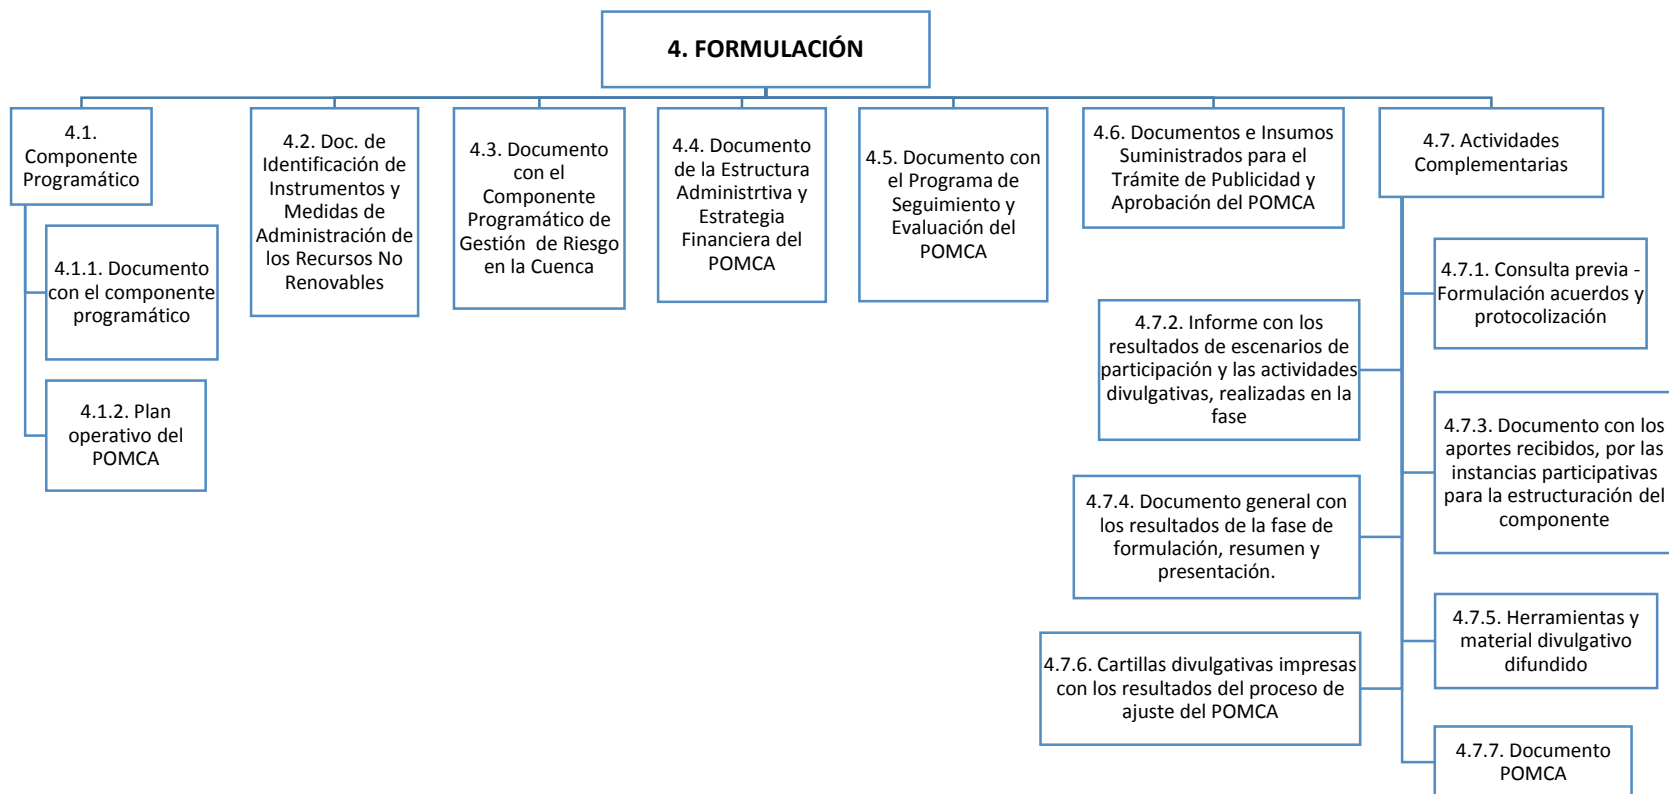 4. FORMULACIÓN
4.1.
Componente
Programático
4.1.1. Documento
con el componente
programático
4.1.2. Plan
operativo del
POMCA
4.2. Doc. de
Identificación de
Instrumentos y
Medidas de
Administración de
los Recursos No
Renovables
4.3. Documento
con el
Componente
Programático de
Gestión de Riesgo
en la Cuenca
4.4. Documento
de la Estructura
Administrtiva y
Estrategia
Financiera del
POMCA
4.5. Documento con
el Programa de
Seguimiento y
Evaluación del
POMCA
4.6. Documentos e Insumos
Suministrados para el
Trámite de Publicidad y
Aprobación del POMCA
4.7. Actividades
Complementarias
4.7.1. Consulta previa -
Formulación acuerdos y
protocolización
4.7.2. Informe con los
resultados de escenarios de
participación y las actividades
divulgativas, realizadas en la
fase
4.7.3. Documento con los
aportes recibidos, por las
instancias participativas
para la estructuración del
componente
4.7.4. Documento general con
los resultados de la fase de
formulación, resumen y
presentación.
4.7.5. Herramientas y
material divulgativo
difundido
4.7.6. Cartillas divulgativas impresas
con los resultados del proceso de
ajuste del POMCA
4.7.7. Documento
POMCA